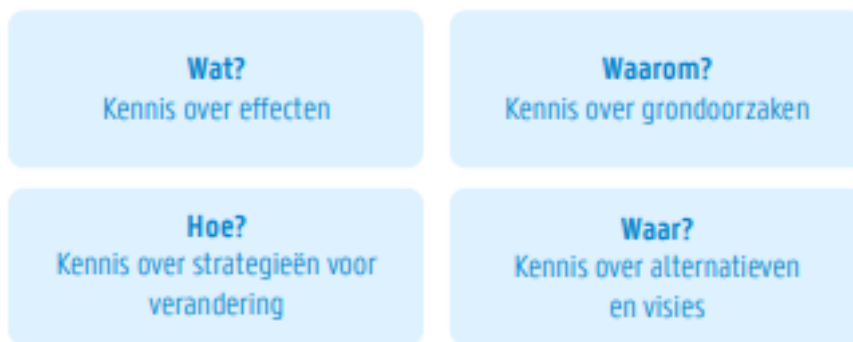 Wat?
Kennis over effecten
Waarom?
Kennis over grondoorzaken
Hoe?
Kennis over strategieën voor
verandering
Waar?
Kennis over alternatieven
en visies